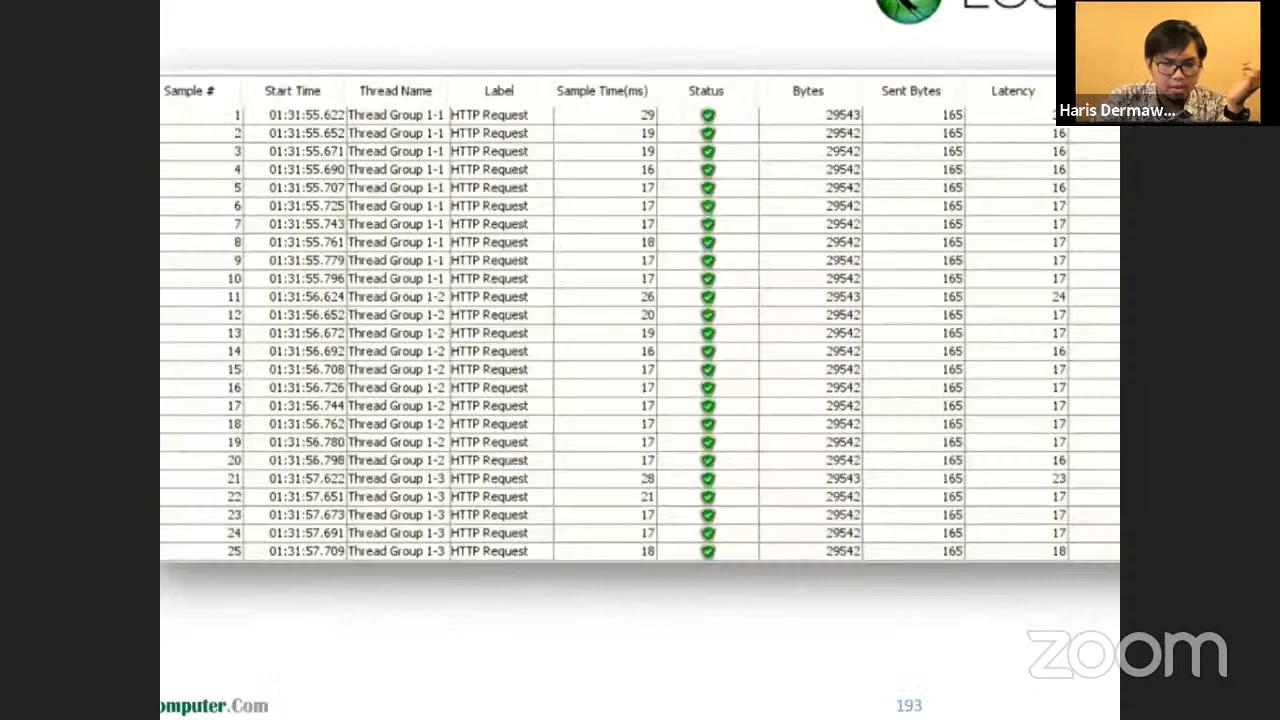 Haris Dermaw...
Sample # Start Time Thread Name Label Sample Time(ms) Status Bytes Sent Bytes Latency
1 01:31:55.622 Thread Group 1-1 HTTP Request 29 29543 165
2 01:31:55.652 Thread Group 1-1 HTTP Request 19 29542 165 16
3 01:31:55.671 Thread Group 1-1 HTTP Request 19 29542 165 16
4 01:31:55.690 Thread Group 1-1 HTTP Request 16 29542 165 16
5 01:31:55.707 Thread Group 1-1 HTTP Request 17 29542 165 16
6 01:31:55.725 Thread Group 1-1 HTTP Request 17 29542 165 17
7 01:31:55.743 Thread Group 1-1 HTTP Request 17 29542 165 17
8 01:31:55.761 Thread Group 1-1 HTTP Request 18 29542 165 17
9 01:31:55.779 Thread Group 1-1 HTTP Request 17 29542 165 17
10 01:31:55.796 Thread Group 1-1 HTTP Request 17 29542 165 17
11 01:31:56.624 Thread Group 1-2 HTTP Request 26 29543 165 24
12 01:31:56.652 Thread Group 1-2 HTTP Request 20 29542 165 17
13 01:31:56.672 Thread Group 1-2 HTTP Request 19 29542 165 17
14 01:31:56.692 Thread Group 1-2 HTTP Request 16 29542 165 16
15 01:31:56.708 Thread Group 1-2 HTTP Request 17 29542 165 17
16 01:31:56.726 Thread Group 1-2 HTTP Request 17 29542 165 17
17 01:31:56.744 Thread Group 1-2 HTTP Request 17 29542 165 17
18 01:31:56.762 Thread Group 1-2 HTTP Request 17 29542 165 17
19 01:31:56.780 Thread Group 1-2 HTTP Request 17 29542 165 17
20 01:31:56.798 Thread Group 1-2 HTTP Request 17 29542 165 16
21 01:31:57.622 Thread Group 1-3 HTTP Request 28 29543 165 23
22 01:31:57.651 Thread Group 1-3 HTTP Request 21 29542 165 17
23 01:31:57.673 Thread Group 1-3 HTTP Request 17 29542 165 17
24 01:31:57.691 Thread Group 1-3 HTTP Request 17 29542 165 17
25 01:31:57.709 Thread Group 1-3 HTTP Request 18 29542 165 18
zoom
omputer.Com
193